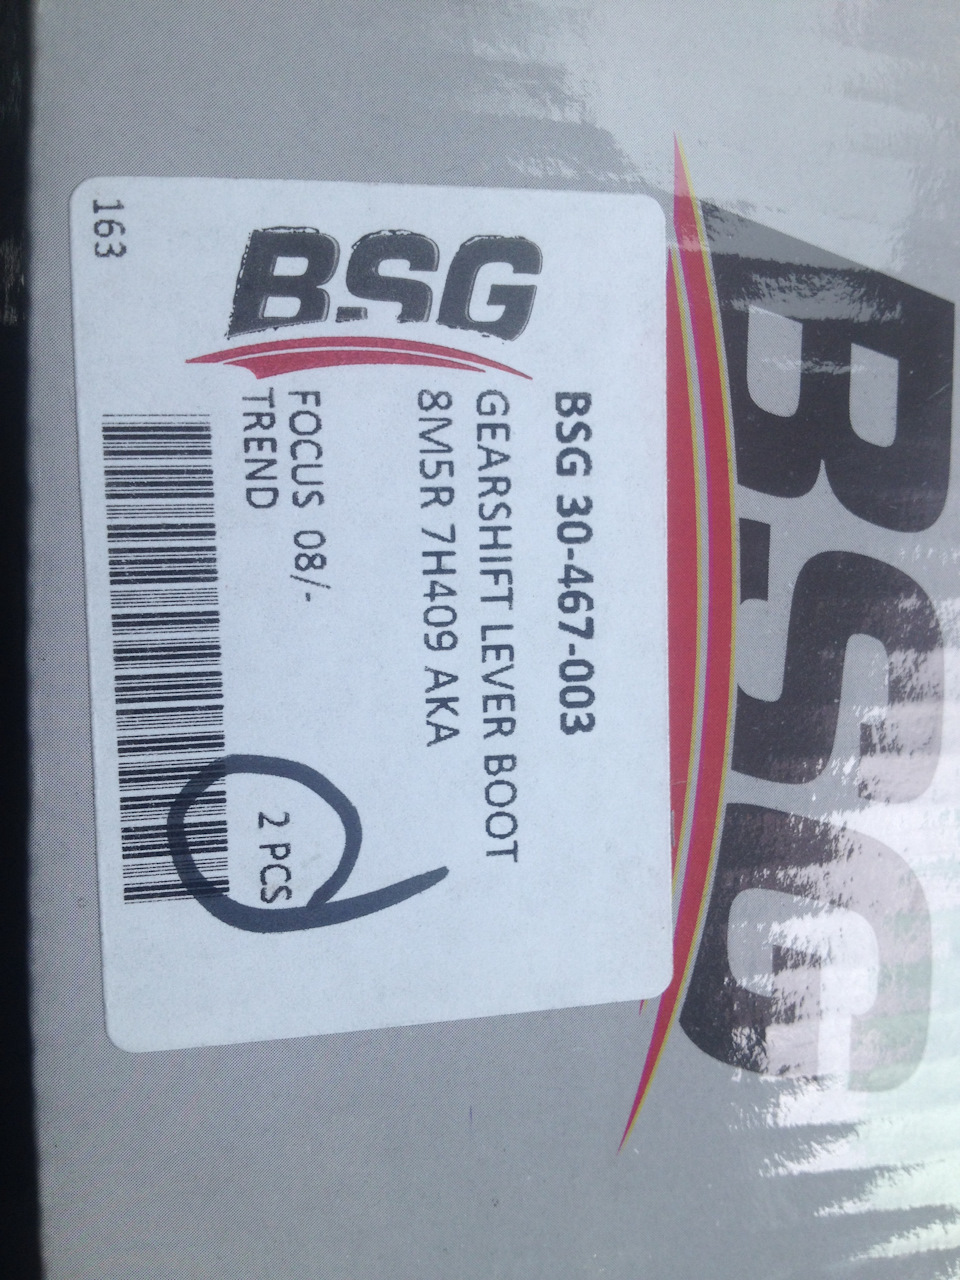 BSG
BSG
BSG 30-467-003
GEARSHIFT LEVER BOOT
8M5R 7H409 AKA
FOCUS 08/-
TREND
2 PCS
163